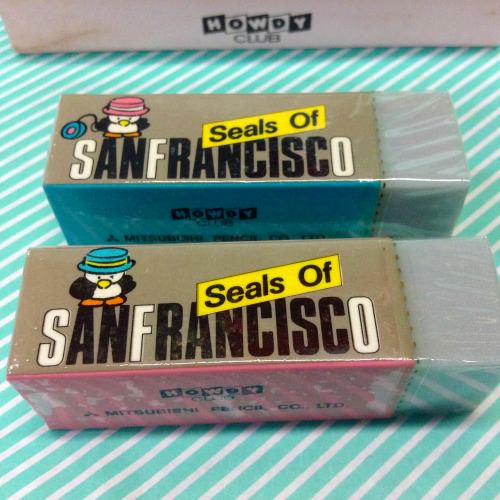 HOWDY
CLUB
Seals Of
SANFRANCISCO
HOWDY
CLUB
MITSUBISHI PENCIL CO. LTD.
Seals Of
SANFRANCISCO
HOWDY
CLUB
MITSUBISHI PENCIL CO. LTD.